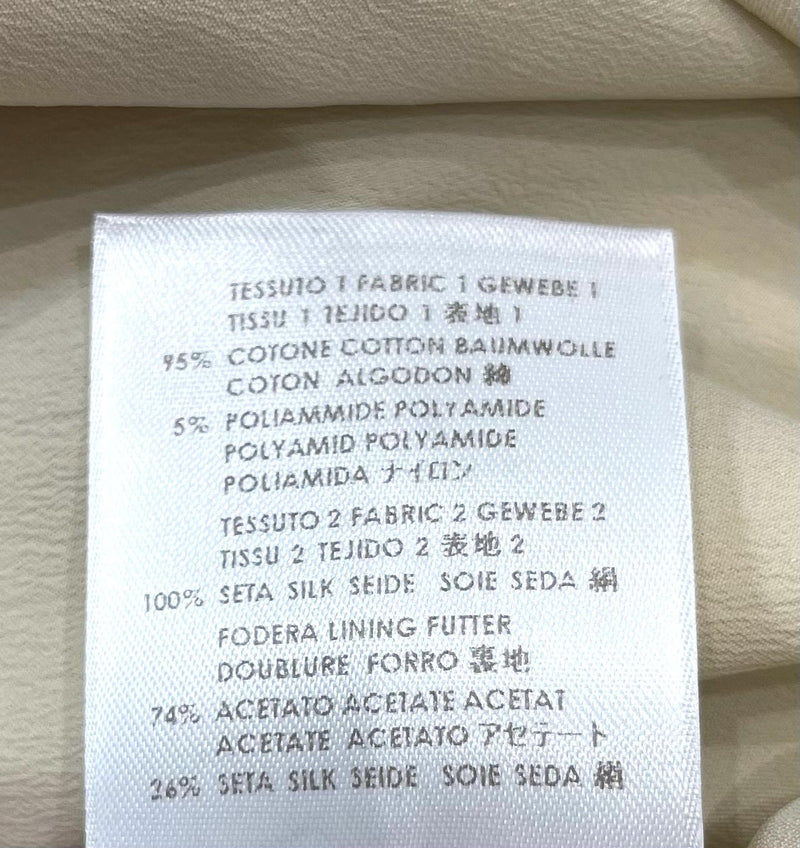 TESSUTO 1 FABRIC 1 GEWEBE 1
TISSU 1 TEJIDO 1 表地 1
95% COTONE COTTON BAUMWOLLE
COTON ALGODON 綿
5% POLIAMMIDE POLYAMIDE
POLYAMID POLYAMIDE
POLIAMIDA ナイロン
TESSUTO 2 FABRIC 2 GEWEBE 2
TISSU 2 TEJIDO 2 表地 2
100% SETA SILK SEIDE SOIE SEDA 絹
FODERA LINING FUTTER
DOUBLURE FORRO 裏地
74% ACETATO ACETATE ACETAT
ACETATE ACETATO アセテート
26% SETA SILK SEIDE SOIE SEDA 絹